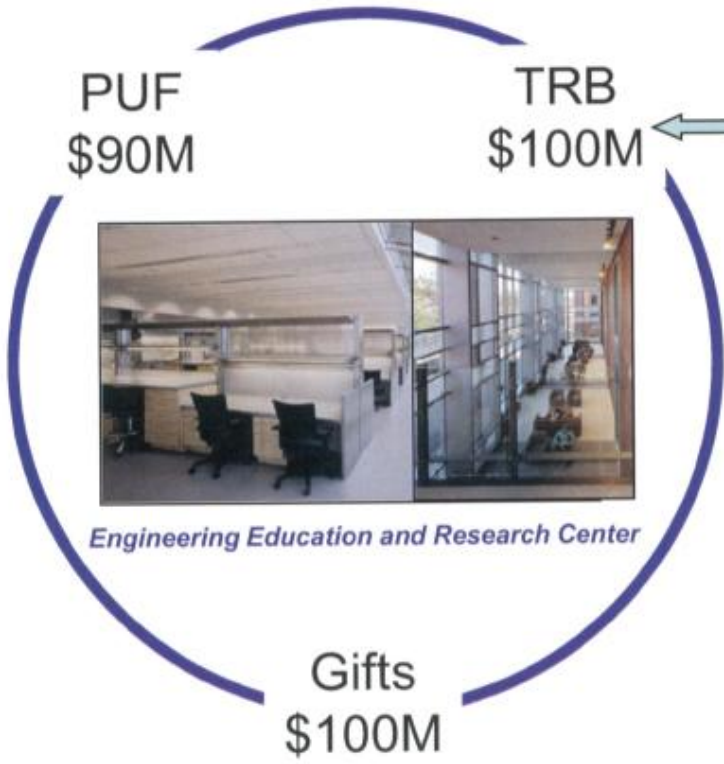 PUF
$90M
TRB
$100M
Engineering Education and Research Center
Gifts
$100M